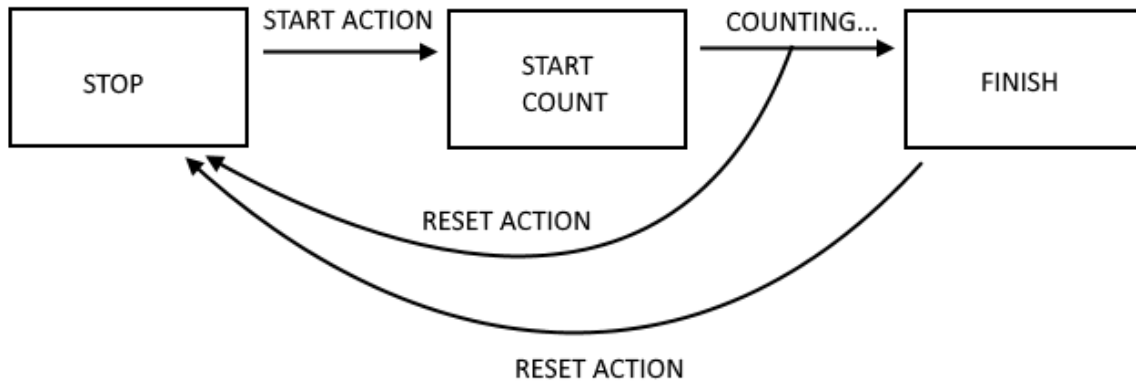 START ACTION
COUNTING...
STOP
START
COUNT
FINISH
RESET ACTION
RESET ACTION